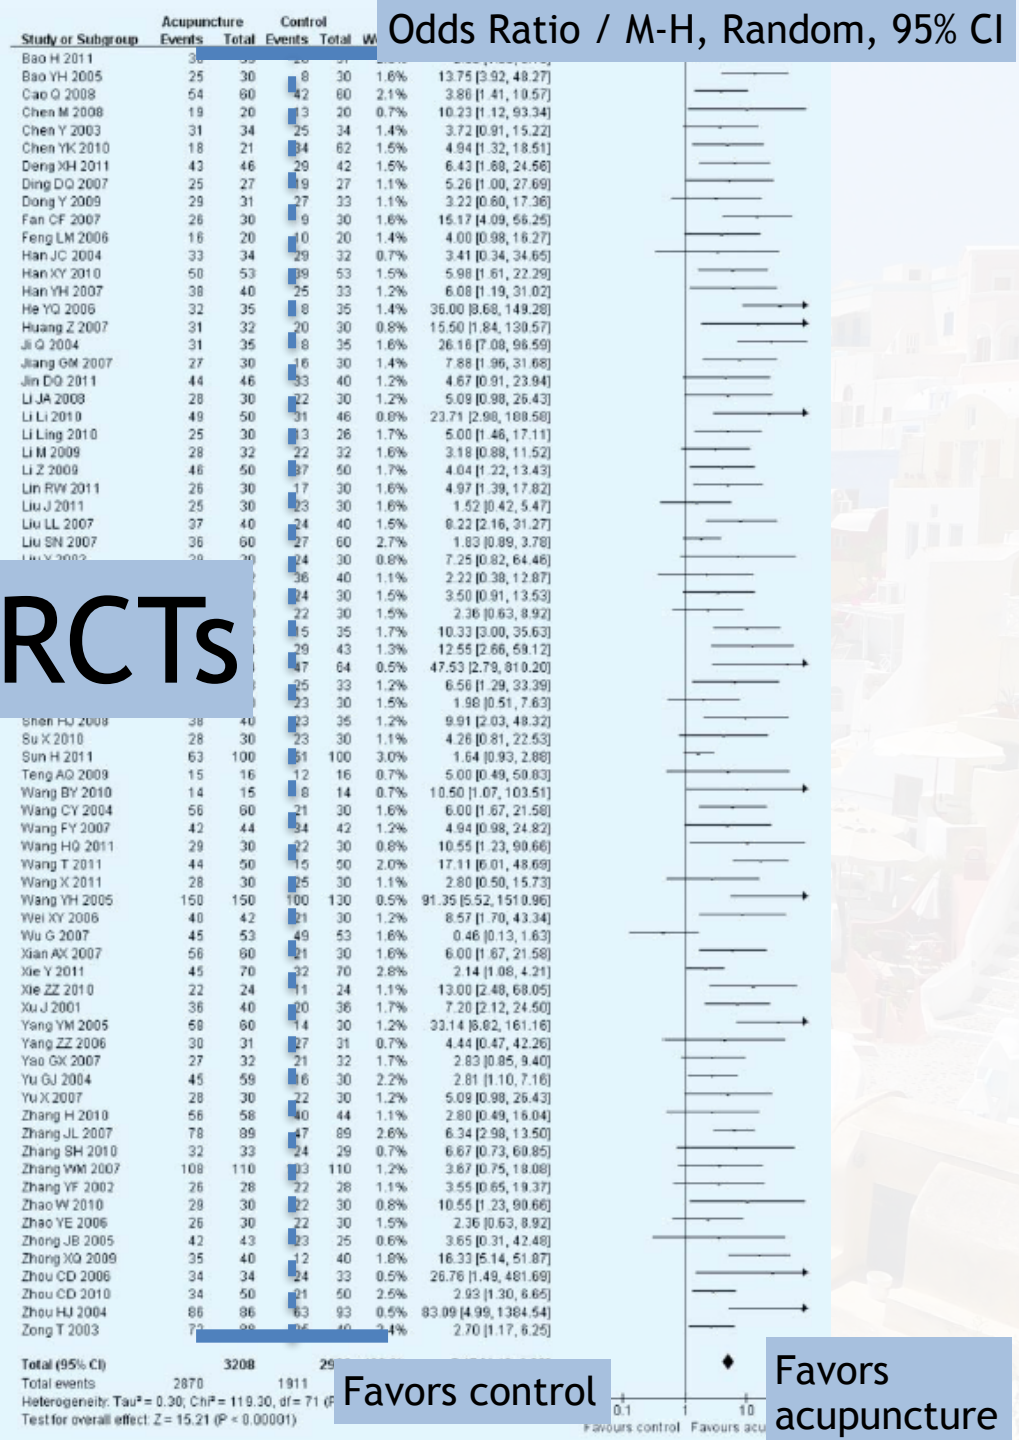 Odds Ratio / M-H, Random, 95% CI
Acupuncture Control
Study or Subgroup Events Total Events Total
Bao H 2011
Bao YH 2005 25 30 8 30 1.6% 13.75 [3.92, 48.27]
Cao Q 2008 54 60 42 60 2.1% 3.86 [1.41, 10.57]
Chen M 2008 19 20 13 20 0.7% 10.23 [1.12, 93.34]
Chen Y 2003 31 34 25 34 1.4% 3.72 [0.91, 15.22]
Chen YK 2010 18 21 34 62 1.5% 4.94 [1.32, 18.51]
Deng XH 2011 43 46 29 42 1.5% 6.43 [1.68, 24.56]
Ding DQ 2007 25 27 19 27 1.1% 5.26 [1.00, 27.69]
Dong Y 2009 29 31 27 33 1.1% 3.22 [0.60, 17.36]
Fan CF 2007 26 30 9 30 1.6% 15.17 [4.09, 56.25]
Feng LM 2006 16 20 10 20 1.4% 4.00 [0.98, 16.27]
Han JC 2004 33 34 29 32 0.7% 3.41 [0.34, 34.65]
Han XY 2010 50 53 39 53 1.5% 5.98 [1.61, 22.29]
Han YH 2007 38 40 25 33 1.2% 6.08 [1.19, 31.02]
He YQ 2006 32 35 8 35 1.4% 36.00 [8.68, 149.28]
Huang Z 2007 31 32 20 30 0.8% 15.50 [1.84, 130.57]
Ji Q 2004 31 35 8 35 1.6% 26.16 [7.08, 96.59]
Jiang GM 2007 27 30 16 30 1.4% 7.88 [1.96, 31.68]
Jin DQ 2011 44 46 33 40 1.2% 4.67 [0.91, 23.94]
Li JA 2008 28 30 22 30 1.2% 5.09 [0.98, 26.43]
Li Li 2010 49 50 31 46 0.8% 23.71 [2.98, 188.58]
Li Ling 2010 25 30 13 26 1.7% 5.00 [1.46, 17.11]
Li M 2009 28 32 22 32 1.6% 3.18 [0.88, 11.52]
Li Z 2009 46 50 37 50 1.7% 4.04 [1.22, 13.43]
Lin RW 2011 26 30 17 30 1.6% 4.97 [1.39, 17.82]
Liu J 2011 25 30 23 30 1.6% 1.52 [0.42, 5.47]
Liu LL 2007 37 40 24 40 1.5% 8.22 [2.16, 31.27]
Liu SN 2007 36 60 27 60 2.7% 1.83 [0.89, 3.78]
24 30 0.8% 7.25 [0.82, 64.46]
36 40 1.1% 2.22 [0.38, 12.87]
24 30 1.5% 3.50 [0.91, 13.53]
22 30 1.5% 2.36 [0.63, 8.92]
RCTs
15 35 1.7% 10.33 [3.00, 35.63]
29 43 1.3% 12.55 [2.66, 59.12]
47 64 0.5% 47.53 [2.79, 810.20]
25 33 1.2% 6.56 [1.29, 33.39]
23 30 1.5% 1.98 [0.51, 7.63]
Shen HJ 2008 38 40 23 35 1.2% 9.91 [2.03, 48.32]
Su X 2010 28 30 23 30 1.1% 4.26 [0.81, 22.53]
Sun H 2011 63 100 51 100 3.0% 1.64 [0.93, 2.88]
Teng AQ 2009 15 16 12 16 0.7% 5.00 [0.49, 50.83]
Wang BY 2010 14 15 8 14 0.7% 10.50 [1.07, 103.51]
Wang CY 2004 56 60 21 30 1.6% 6.00 [1.67, 21.58]
Wang FY 2007 42 44 34 42 1.2% 4.94 [0.98, 24.82]
Wang HQ 2011 29 30 22 30 0.8% 10.55 [1.23, 90.66]
Wang T 2011 44 50 15 50 2.0% 17.11 [6.01, 48.69]
Wang X 2011 28 30 25 30 1.1% 2.80 [0.50, 15.73]
Wang YH 2005 150 150 100 130 0.5% 91.35 [5.52, 1510.96]
Wei XY 2006 40 42 21 30 1.2% 8.57 [1.70, 43.34]
Wu G 2007 45 53 49 53 1.6% 0.46 [0.13, 1.63]
Xian AX 2007 56 60 21 30 1.6% 6.00 [1.67, 21.58]
Xie Y 2011 45 70 32 70 2.8% 2.14 [1.08, 4.21]
Xie ZZ 2010 22 24 11 24 1.1% 13.00 [2.48, 68.05]
Xu J 2001 36 40 20 36 1.7% 7.20 [2.12, 24.50]
Yang YM 2005 58 60 14 30 1.2% 33.14 [6.82, 161.16]
Yang ZZ 2006 30 31 27 31 0.7% 4.44 [0.47, 42.26]
Yao GX 2007 27 32 21 32 1.7% 2.83 [0.85, 9.40]
Yu GJ 2004 45 59 16 30 2.2% 2.81 [1.10, 7.16]
Yu X 2007 28 30 22 30 1.2% 5.09 [0.98, 26.43]
Zhang H 2010 56 58 40 44 1.1% 2.80 [0.49, 16.04]
Zhang JL 2007 78 89 47 89 2.6% 6.34 [2.98, 13.50]
Zhang SH 2010 32 33 24 29 0.7% 6.67 [0.73, 60.85]
Zhang WM 2007 108 110 103 110 1.2% 3.67 [0.75, 18.08]
Zhang YF 2002 26 28 22 28 1.1% 3.55 [0.65, 19.37]
Zhao W 2010 29 30 22 30 0.8% 10.55 [1.23, 90.66]
Zhao YE 2006 26 30 22 30 1.5% 2.36 [0.63, 8.92]
Zhong JB 2005 42 43 23 25 0.6% 3.65 [0.31, 42.48]
Zhong XQ 2009 35 40 12 40 1.8% 16.33 [5.14, 51.87]
Zhou CD 2006 34 34 24 33 0.5% 26.76 [1.49, 481.69]
Zhou CD 2010 34 50 21 50 2.5% 2.93 [1.30, 6.65]
Zhou HJ 2004 86 86 63 93 0.5% 83.09 [4.99, 1384.54]
Zong T 2003 2.70 [1.17, 6.25]
Total (95% CI) 3208
Total events 2870 1911
Heterogeneity: Tau² = 0.30; Chi² = 119.30, df = 71
Test for overall effect: Z = 15.21 (P < 0.00001)
Favors control
0.1 1 10
Favours control Favours
Favors
acupuncture